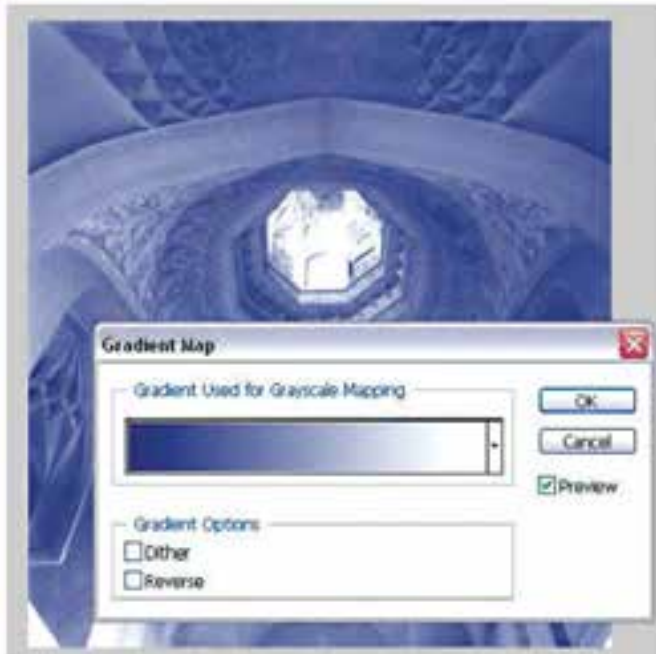 Gradient Map
Gradient Used for Grayscale Mapping
OK
Cancel
Preview
Gradient Options
Dither
Reverse